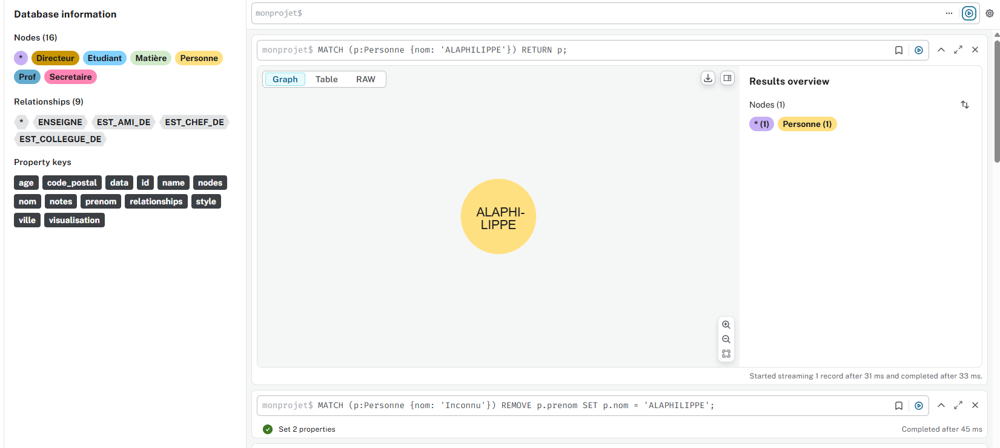 Database information
Nodes (16)
* Directeur Etudiant Matière Personne
Prof Secretaire
Relationships (9)
* ENSEIGNE EST_AMI_DE EST_CHEF_DE
EST_COLLEGUE_DE
Property keys
age code_postal data id name nodes
nom notes prenom relationships style
ville visualisation
monprojet$
monprojet$ MATCH (p:Personne {nom: 'ALAPHILIPPE'}) RETURN p;
Graph Table RAW
ALAPHI-
LIPPE
Results overview
Nodes (1)
* (1) Personne (1)
Started streaming 1 record after 31 ms and completed after 33 ms.
monprojet$ MATCH (p:Personne {nom: 'Inconnu'}) REMOVE p.prenom SET p.nom = 'ALAPHILIPPE';
Set 2 properties
Completed after 45 ms